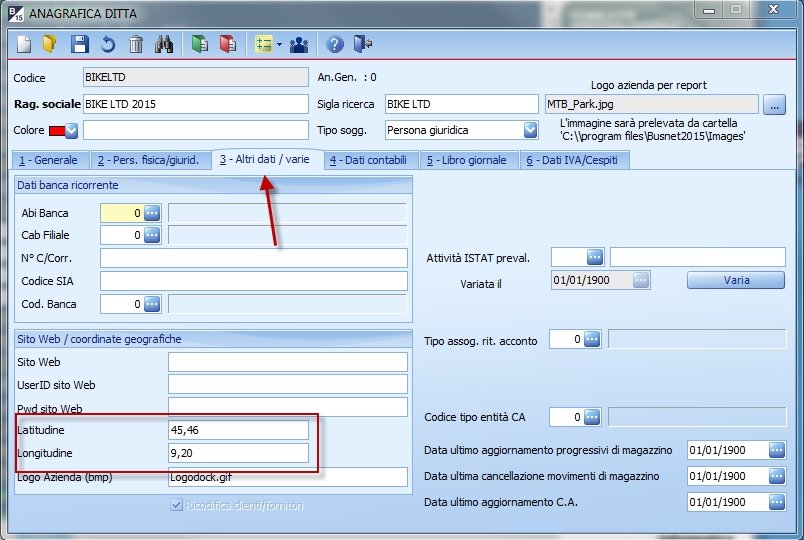 B
15
ANAGRAFICA DITTA
Codice BIKELTD An.Gen. : 0
Logo azienda per report
Rag. sociale BIKE LTD 2015 Sigla ricerca BIKE LTD MTB_Park.jpg ...
Colore Tipo sogg. Persona giuridica
L'immagine sarà prelevata da cartella
'C:\\program files\Busnet2015\Images'
1 - Generale 2 - Pers. fisica/giurid. 3 - Altri dati / varie 4 - Dati contabili 5 - Libro giornale 6 - Dati IVA/Cespiti
Dati banca ricorrente
Abi Banca 0
Cab Filiale 0
N° C/Corr.
Codice SIA
Cod. Banca 0
Attività ISTAT preval.
Variata il 01/01/1900 Varia
Sito Web / coordinate geografiche
Sito Web
UserID sito Web
Pwd sito Web
Latitudine 45,46
Longitudine 9,20
Logo Azienda (bmp) Logodock.gif
Ricodifica clienti/fornitori
Tipo assog. rit. acconto 0
Codice tipo entità CA 0
Data ultimo aggiornamento progressivi di magazzino 01/01/1900
Data ultima cancellazione movimenti di magazzino 01/01/1900
Data ultimo aggiornamento C.A. 01/01/1900